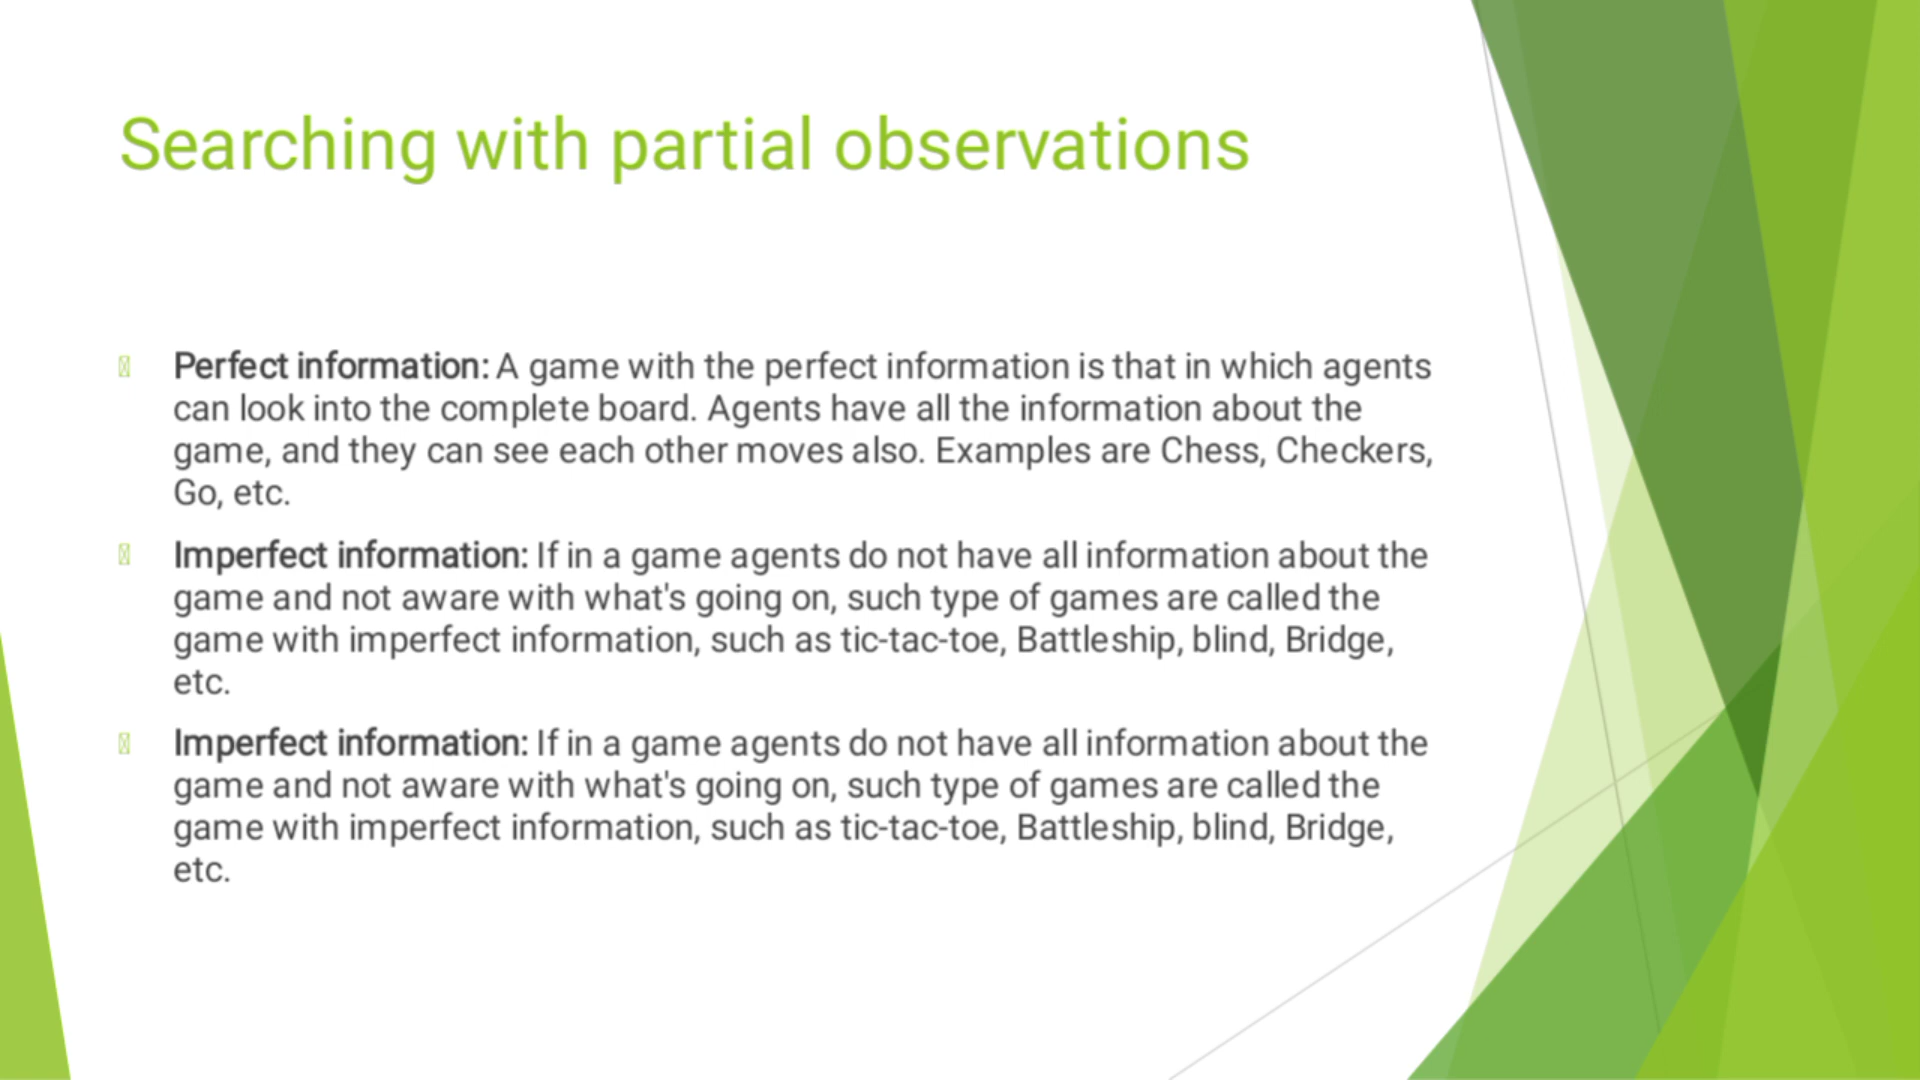 Searching with partial observations
Perfect information: A game with the perfect information is that in which agents
can look into the complete board. Agents have all the information about the
game, and they can see each other moves also. Examples are Chess, Checkers,
Go, etc.
Imperfect information: If in a game agents do not have all information about the
game and not aware with what's going on, such type of games are called the
game with imperfect information, such as tic-tac-toe, Battleship, blind, Bridge,
etc.
Imperfect information: If in a game agents do not have all information about the
game and not aware with what's going on, such type of games are called the
game with imperfect information, such as tic-tac-toe, Battleship, blind, Bridge,
etc.